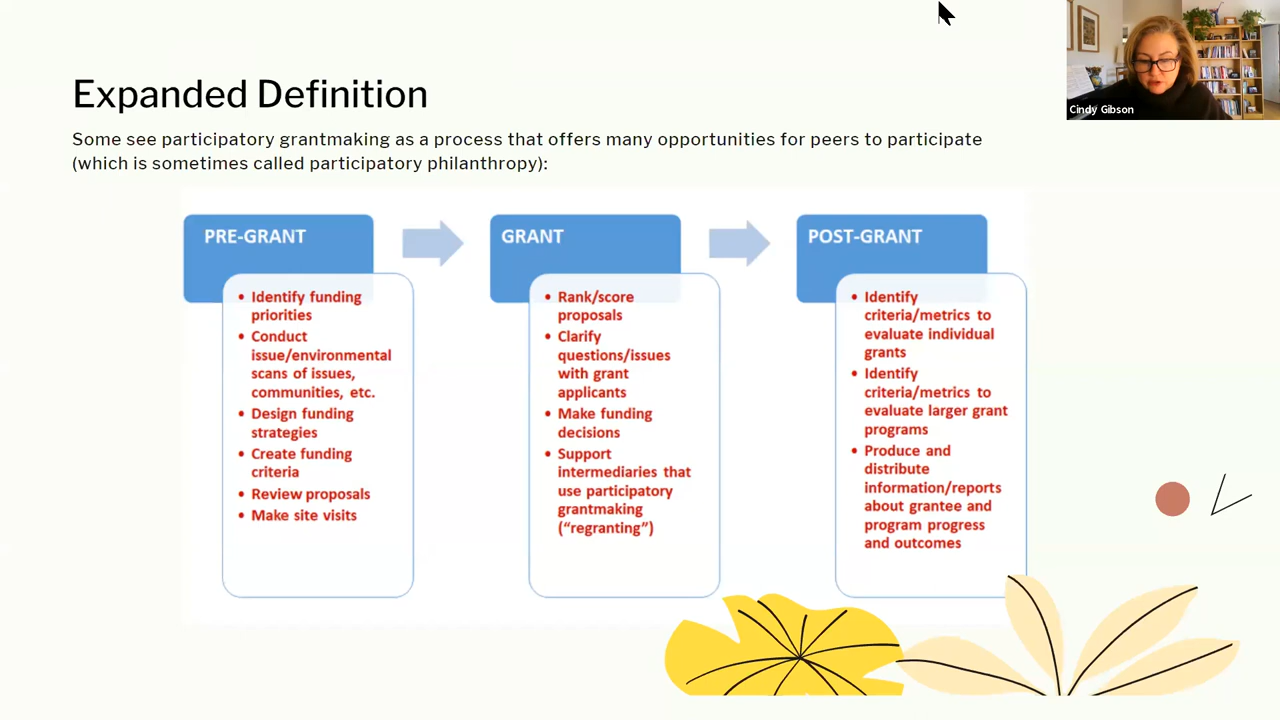 Expanded Definition
Some see participatory grantmaking as a process that offers many opportunities for peers to participate
(which is sometimes called participatory philanthropy):
Cindy Gibson
PRE-GRANT
• Identify funding
priorities
• Conduct
issue/environmental
scans of issues,
communities, etc.
• Design funding
strategies
• Create funding
criteria
• Review proposals
• Make site visits
GRANT
• Rank/score
proposals
• Clarify
questions/issues
with grant
applicants
• Make funding
decisions
• Support
intermediaries that
use participatory
grantmaking
(“regranting”)
POST-GRANT
• Identify
criteria/metrics to
evaluate individual
grants
• Identify
criteria/metrics to
evaluate larger grant
programs
• Produce and
distribute
information/reports
about grantee and
program progress
and outcomes